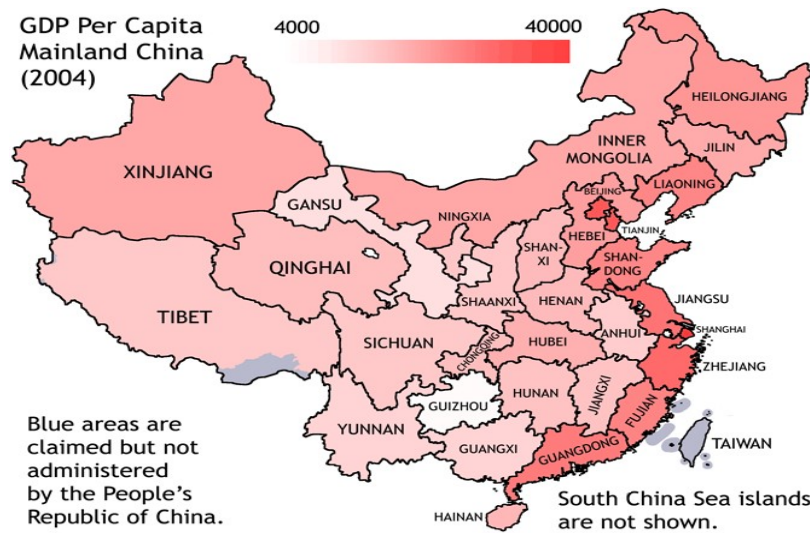 GDP Per Capita
Mainland China
(2004)
4000
40000
HEILONGJIANG
INNER
MONGOLIA
JILIN
XINJIANG
LIAONING
BEIJING
GANSU
NINGXIA
TIANJIN
HEBEI
SHAN-
XI
SHAN-
DONG
QINGHAI
SHAANXI
HENAN
JIANGSU
TIBET
ANHUI
SHANGHAI
SICHUAN
CHONGQING
HUBEI
ZHEJIANG
GUIZHOU
HUNAN
JIANGXI
FUJIAN
YUNNAN
GUANGXI
GUANGDONG
TAIWAN
HAINAN
Blue areas are
claimed but not
administered
by the People's
Republic of China.
South China Sea islands
are not shown.